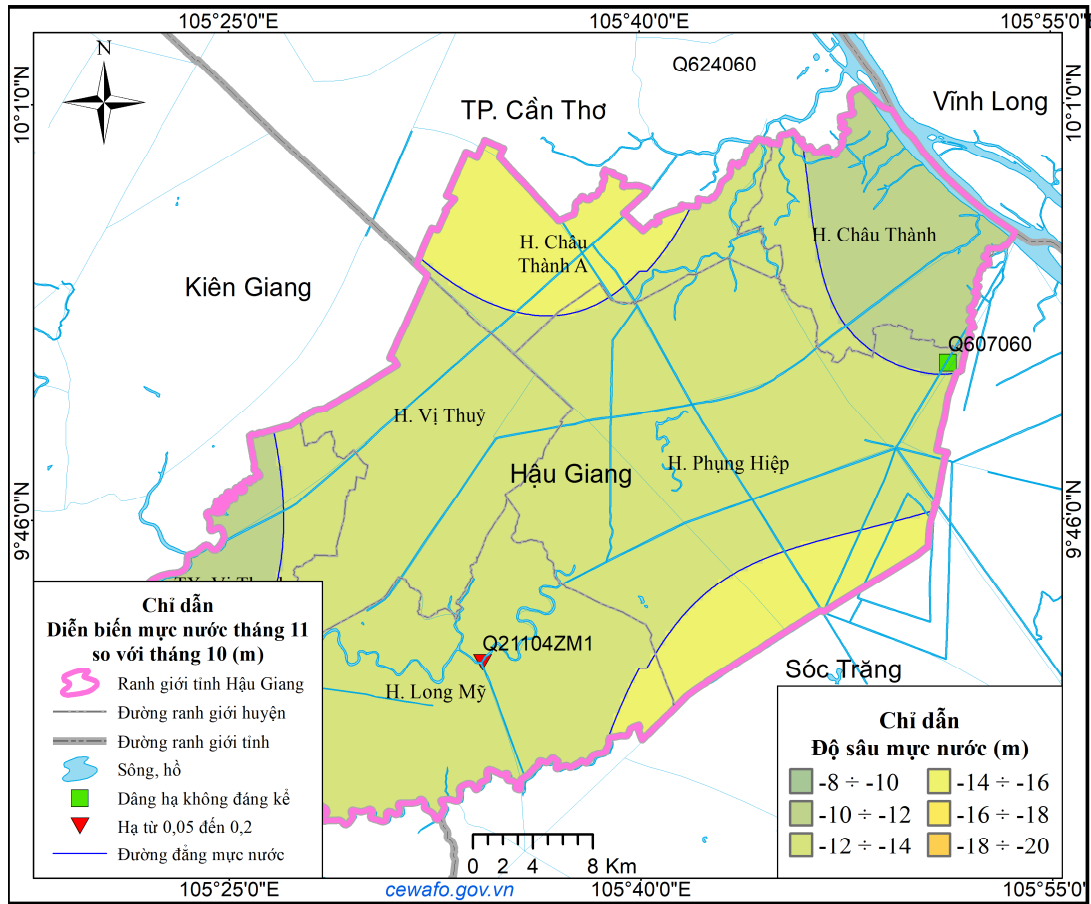 105°25'0"E
105°40'0"E
105°55'0"E
N
Q624060
10°1'0"N
10°1'0"N
TP. Cần Thơ
Vĩnh Long
H. Châu
Thành A
H. Châu Thành
Kiên Giang
Q607060
H. Vị Thuỷ
H. Phụng Hiệp
Hậu Giang
9°46'0"N
9°46'0"N
Q21104ZM1
Sóc Trăng
H. Long Mỹ
Chỉ dẫn
Diễn biến mực nước tháng 11
so với tháng 10 (m)
Ranh giới tỉnh Hậu Giang
Đường ranh giới huyện
Đường ranh giới tỉnh
Sông, hồ
Dâng hạ không đáng kể
Hạ từ 0,05 đến 0,2
Đường đẳng mực nước
0 2 4 8 Km
Chỉ dẫn
Độ sâu mực nước (m)
-8 ÷ -10
-10 ÷ -12
-12 ÷ -14
-14 ÷ -16
-16 ÷ -18
-18 ÷ -20
105°25'0"E
cewafo.gov.vn
105°40'0"E
105°55'0"E